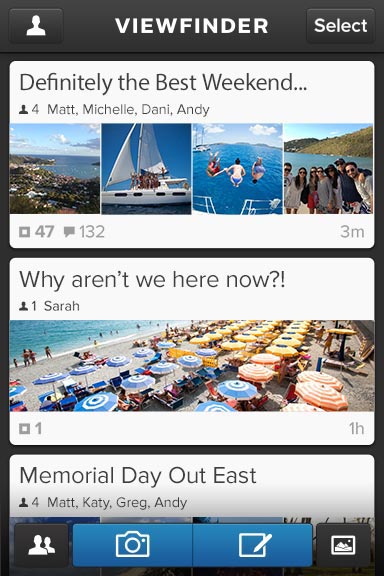 VIEWFINDER
Select
Definitely the Best Weekend...
4 Matt, Michelle, Dani, Andy
47 132
3m
Why aren't we here now?!
1 Sarah
1
1h
Memorial Day Out East
4 Matt, Katy, Greg, Andy